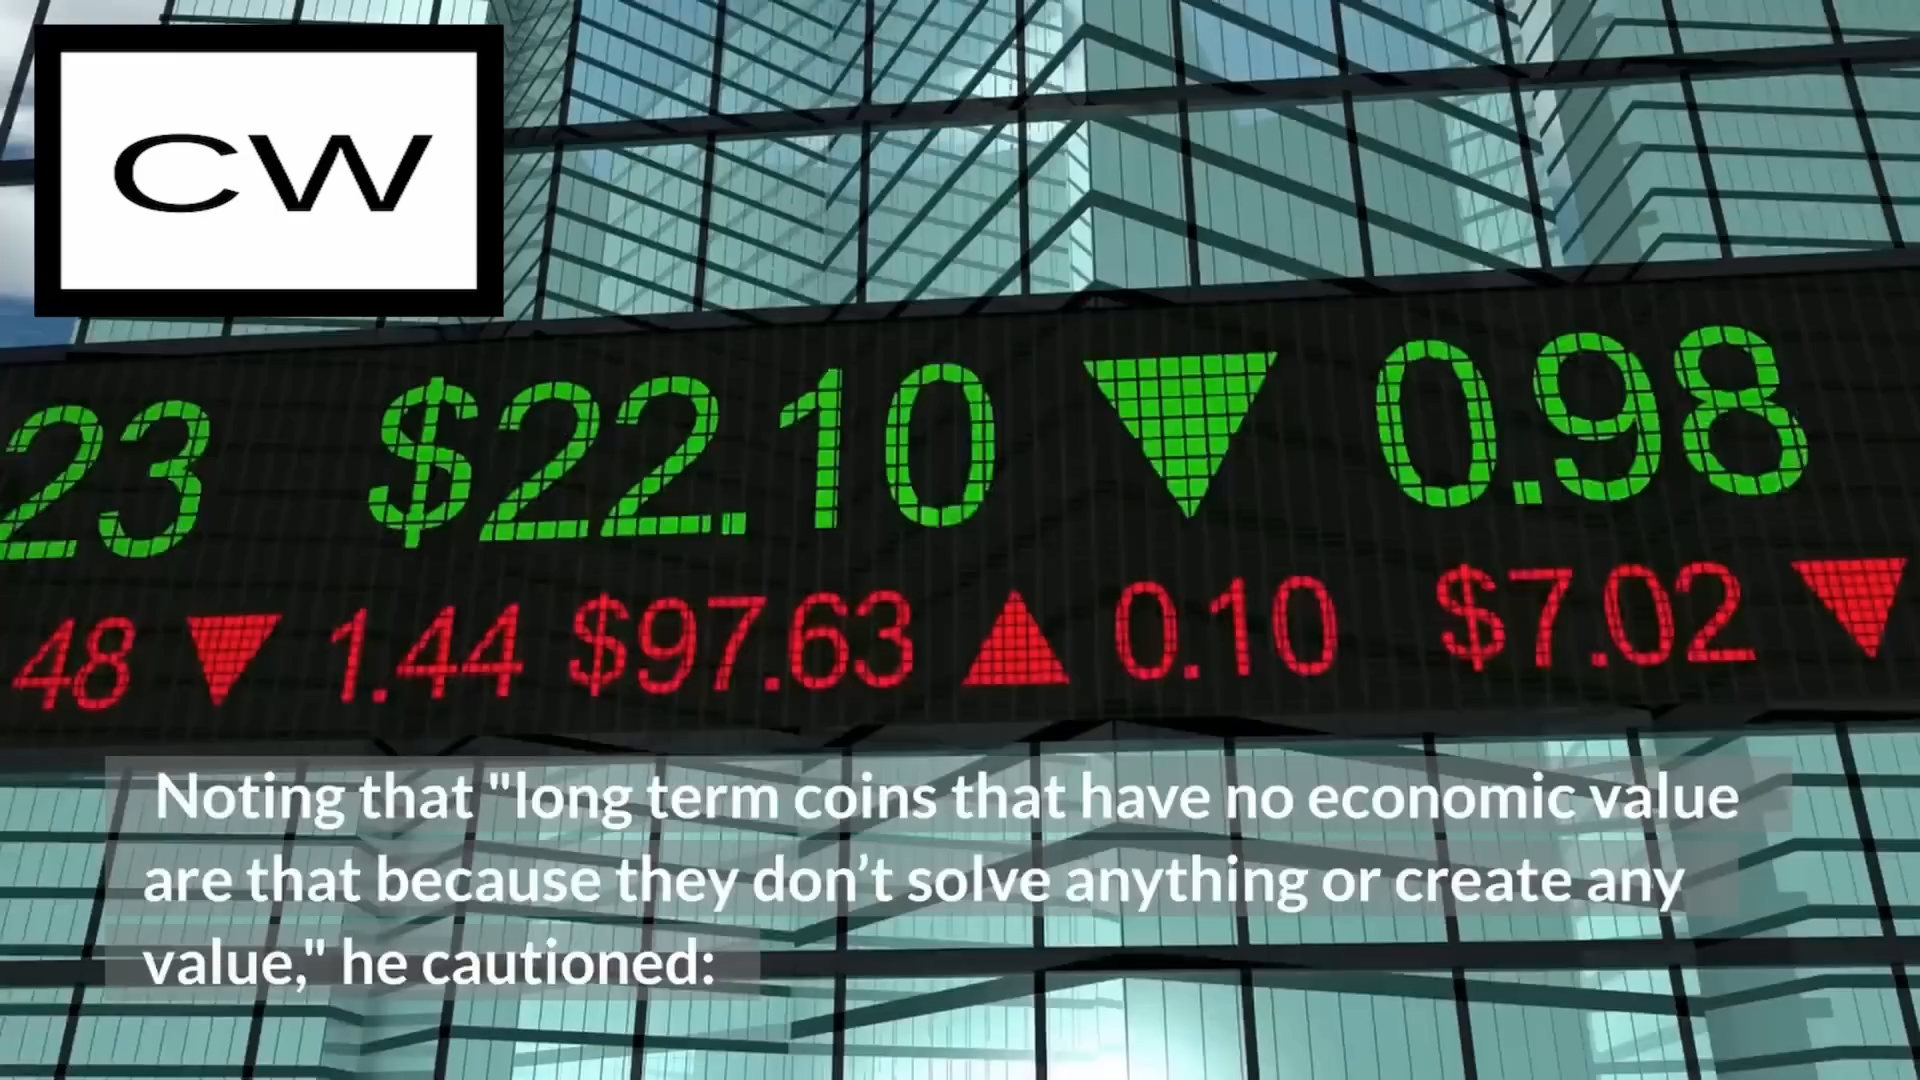 CW
23 $22.10 ▼ 0.98
48 ▼ 1.44 $97.63 ▲ 0.10 $7.02 ▼
Noting that "long term coins that have no economic value
are that because they don’t solve anything or create any
value," he cautioned: